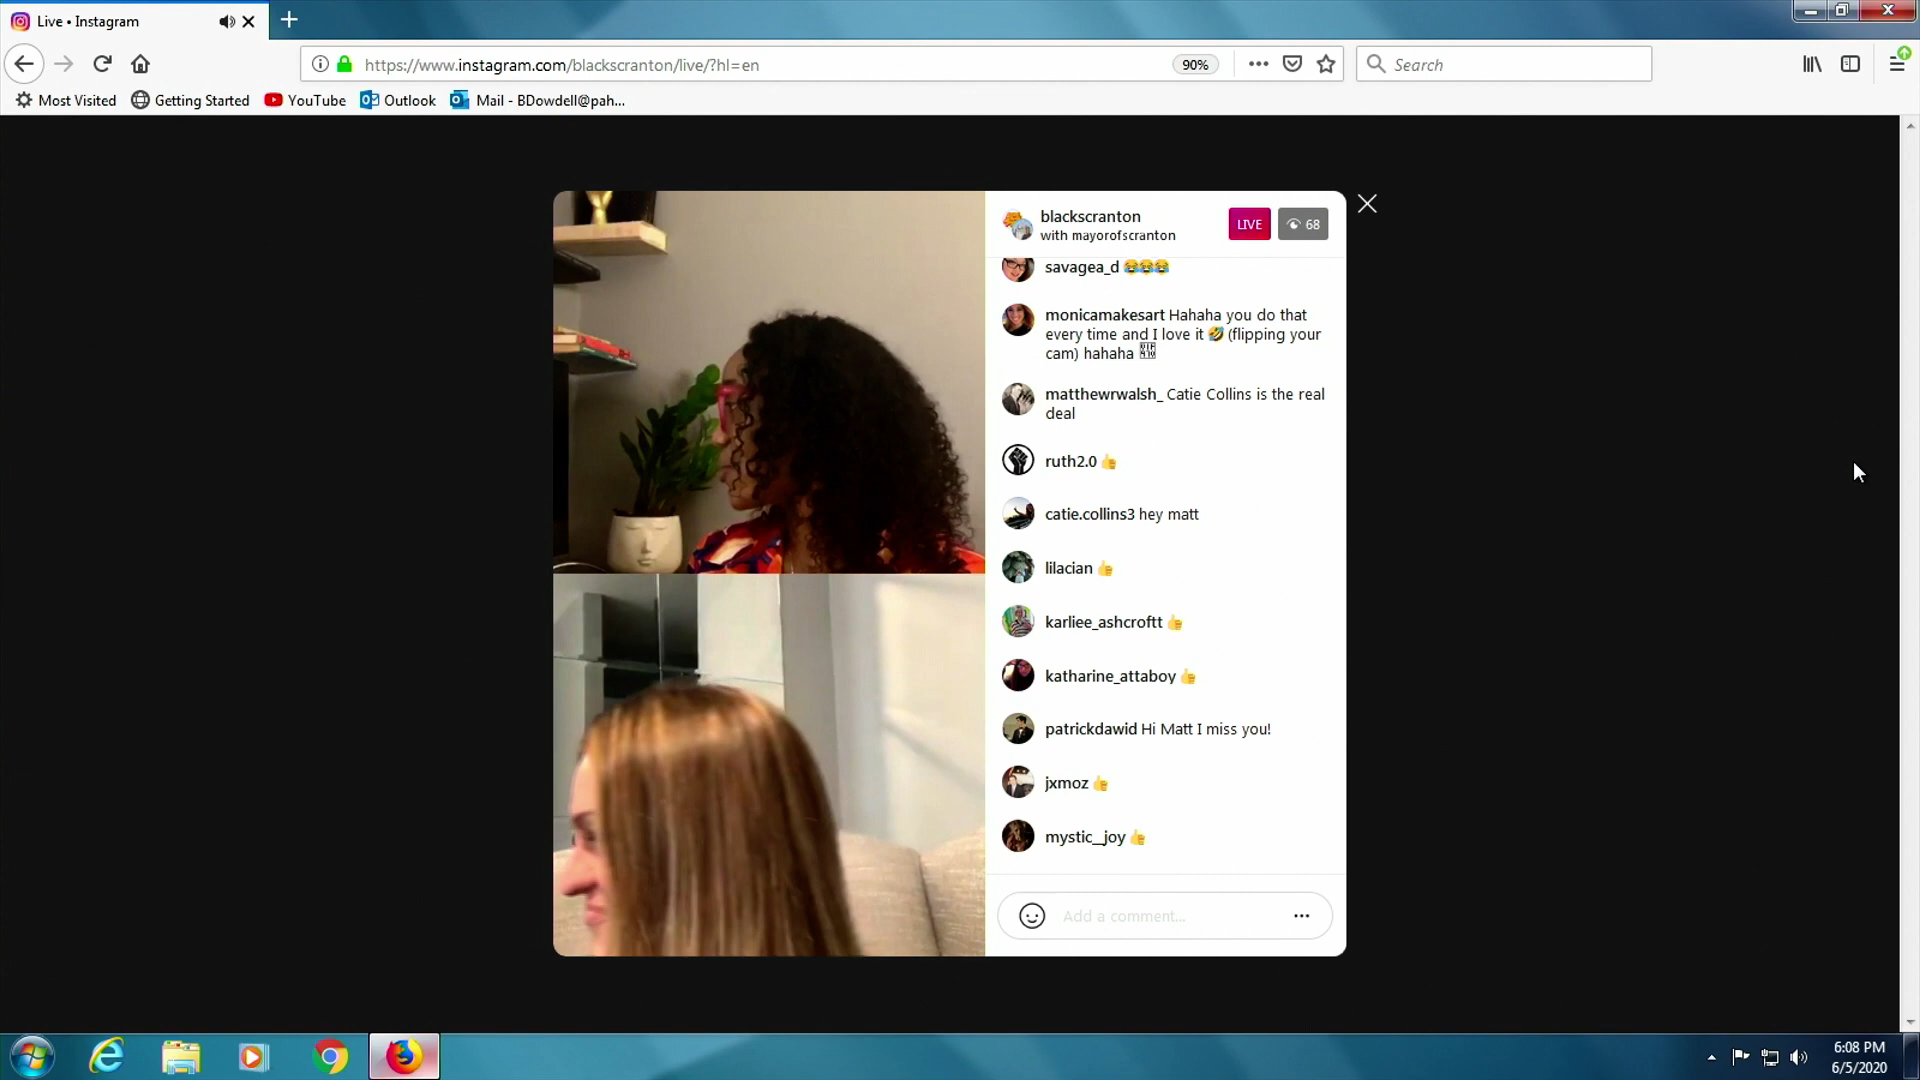 Live • Instagram
https://www.instagram.com/blackscranton/live/?hl=en
90%
Search
Most Visited
Getting Started
YouTube
Outlook
Mail - BDowdell@pah...
blackscranton
with mayorofscranton
LIVE
68
savagea_d 😂😂😂
monicamakesart Hahaha you do that
every time and I love it 🤣 (flipping your
cam) hahaha
matthewrwalsh_ Catie Collins is the real
deal
ruth2.0 👍
catie.collins3 hey matt
lilacian 👍
karliee_ashcroftt 👍
katharine_attaboy 👍
patrickdawid Hi Matt I miss you!
jxmoz 👍
mystic_joy 👍
Add a comment...
6:08 PM
6/5/2020